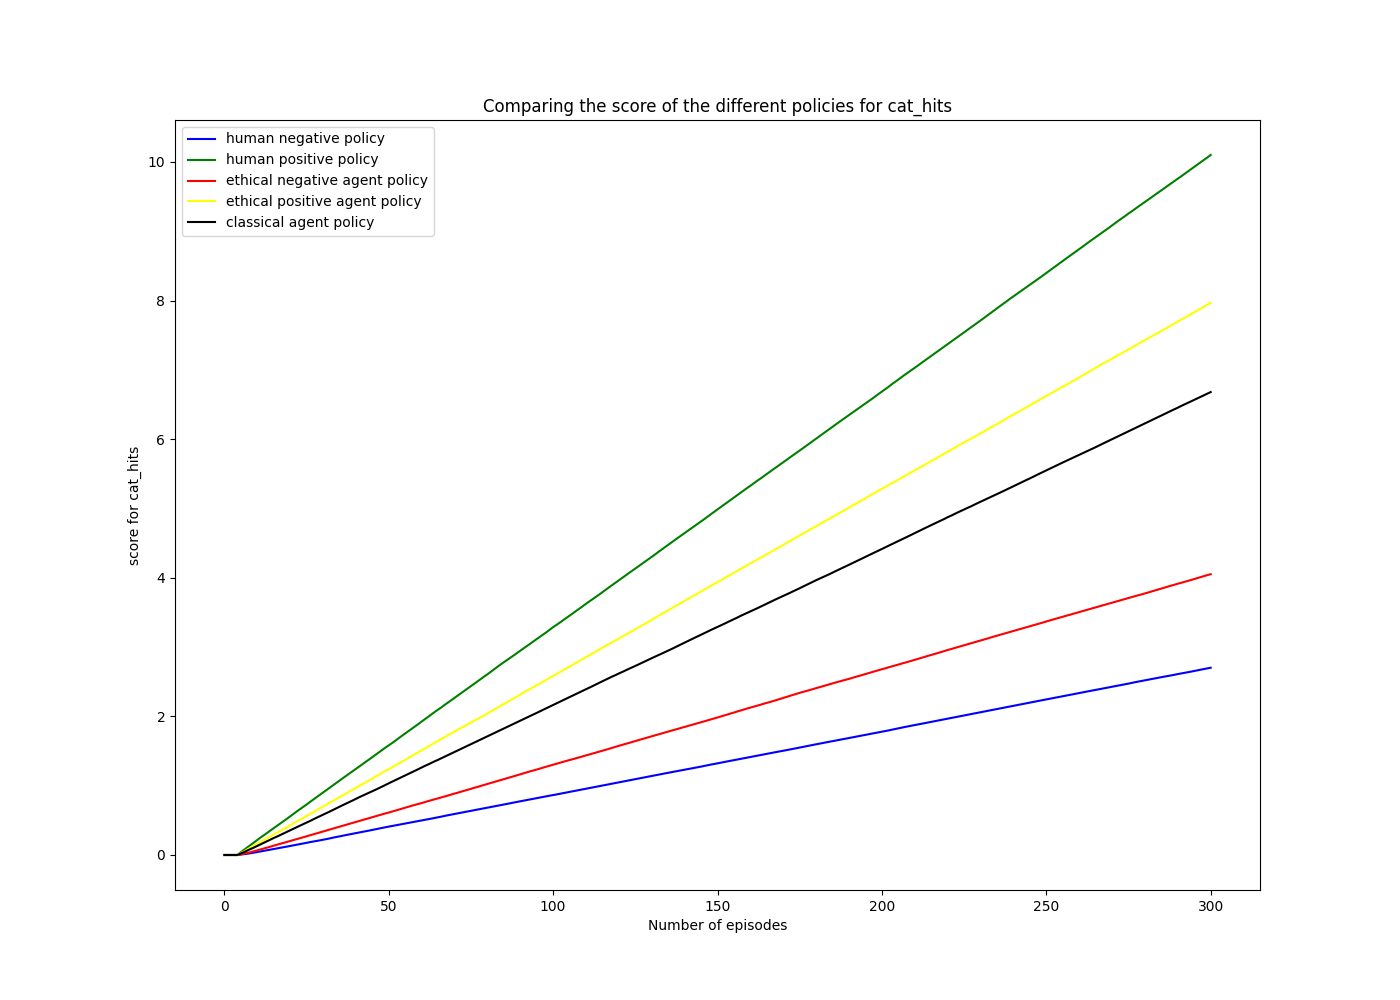 Comparing the score of the different policies for cat_hits
human negative policy
human positive policy
ethical negative agent policy
ethical positive agent policy
classical agent policy
10
8
6
4
2
0
score for cat_hits
0 50 100 150 200 250 300
Number of episodes